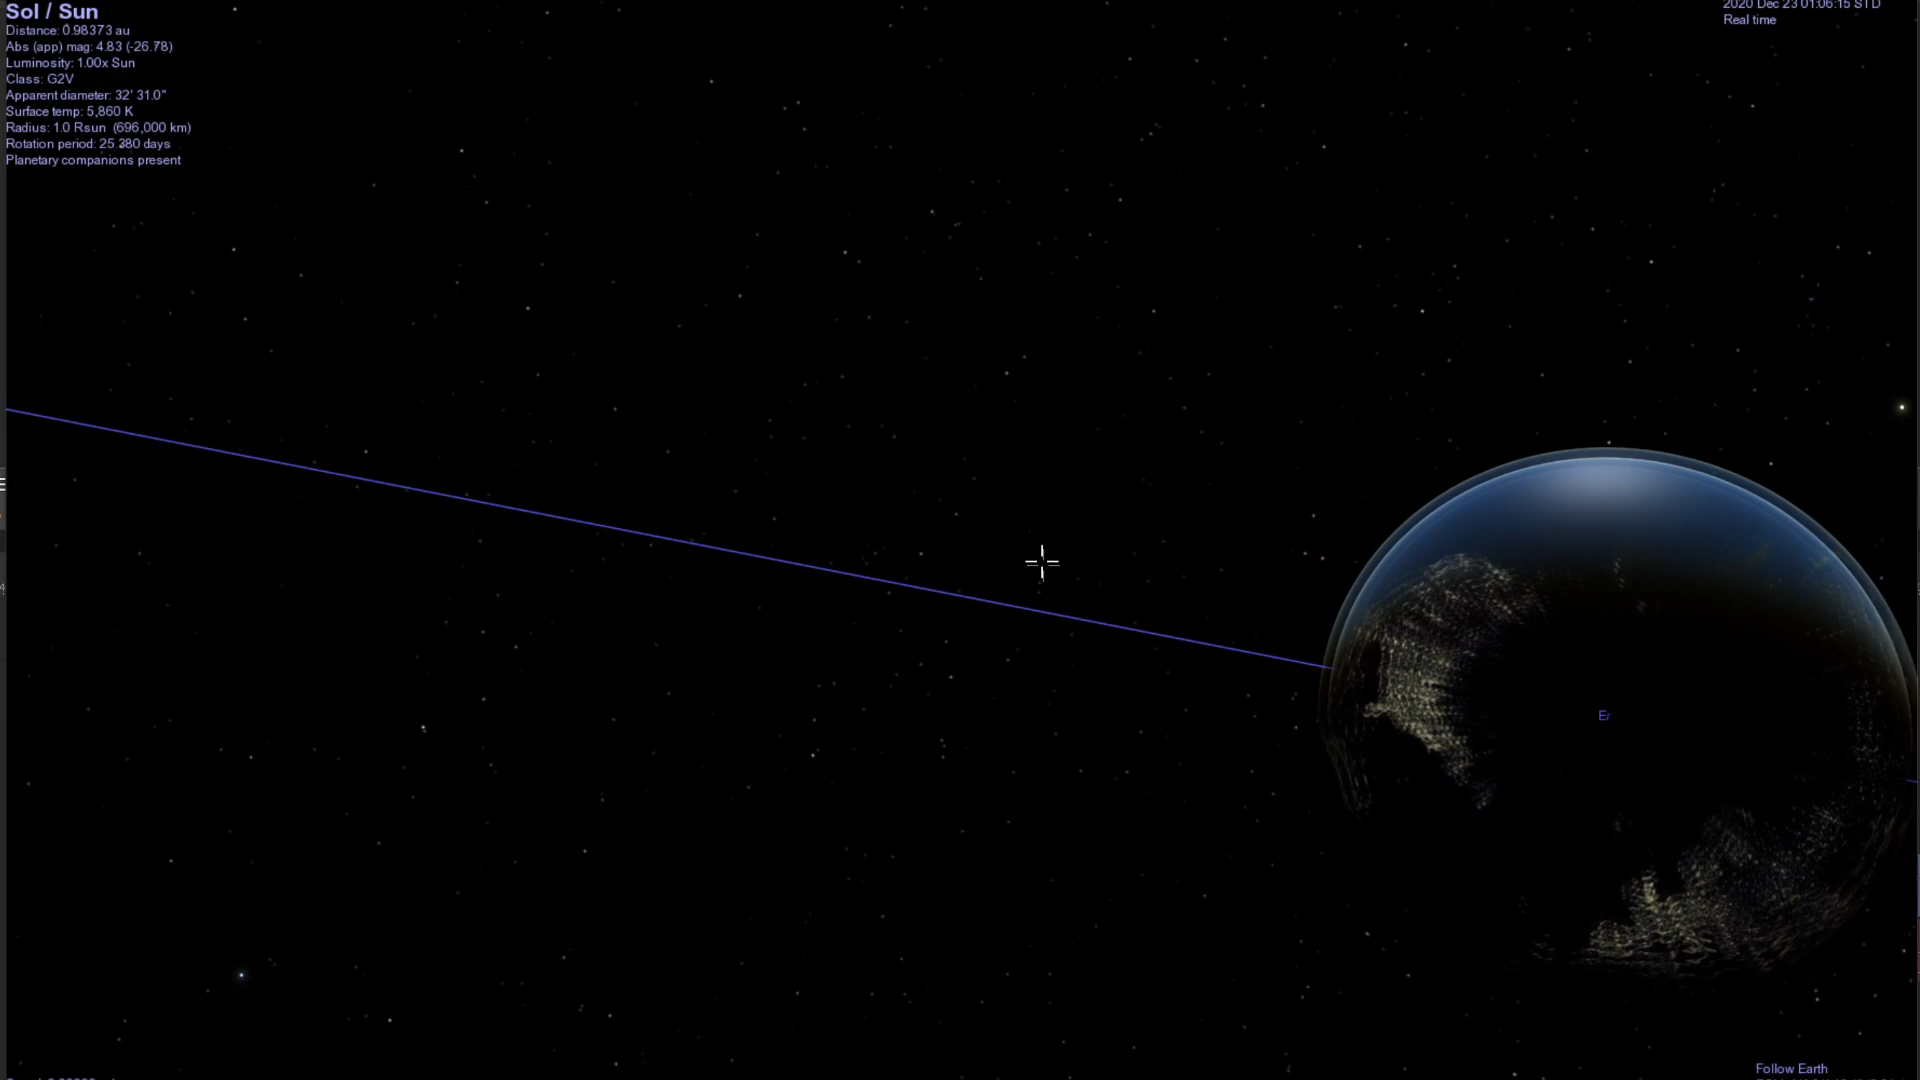 Sol / Sun
Distance: 0.98373 au
Abs (app) mag: 4.83 (-26.78)
Luminosity: 1.00x Sun
Class: G2V
Apparent diameter: 32' 31.0"
Surface temp: 5,860 K
Radius: 1.0 Rsun (696,000 km)
Rotation period: 25.380 days
Planetary companions present
2020 Dec 23 01:06:15 STD
Real time
Follow Earth